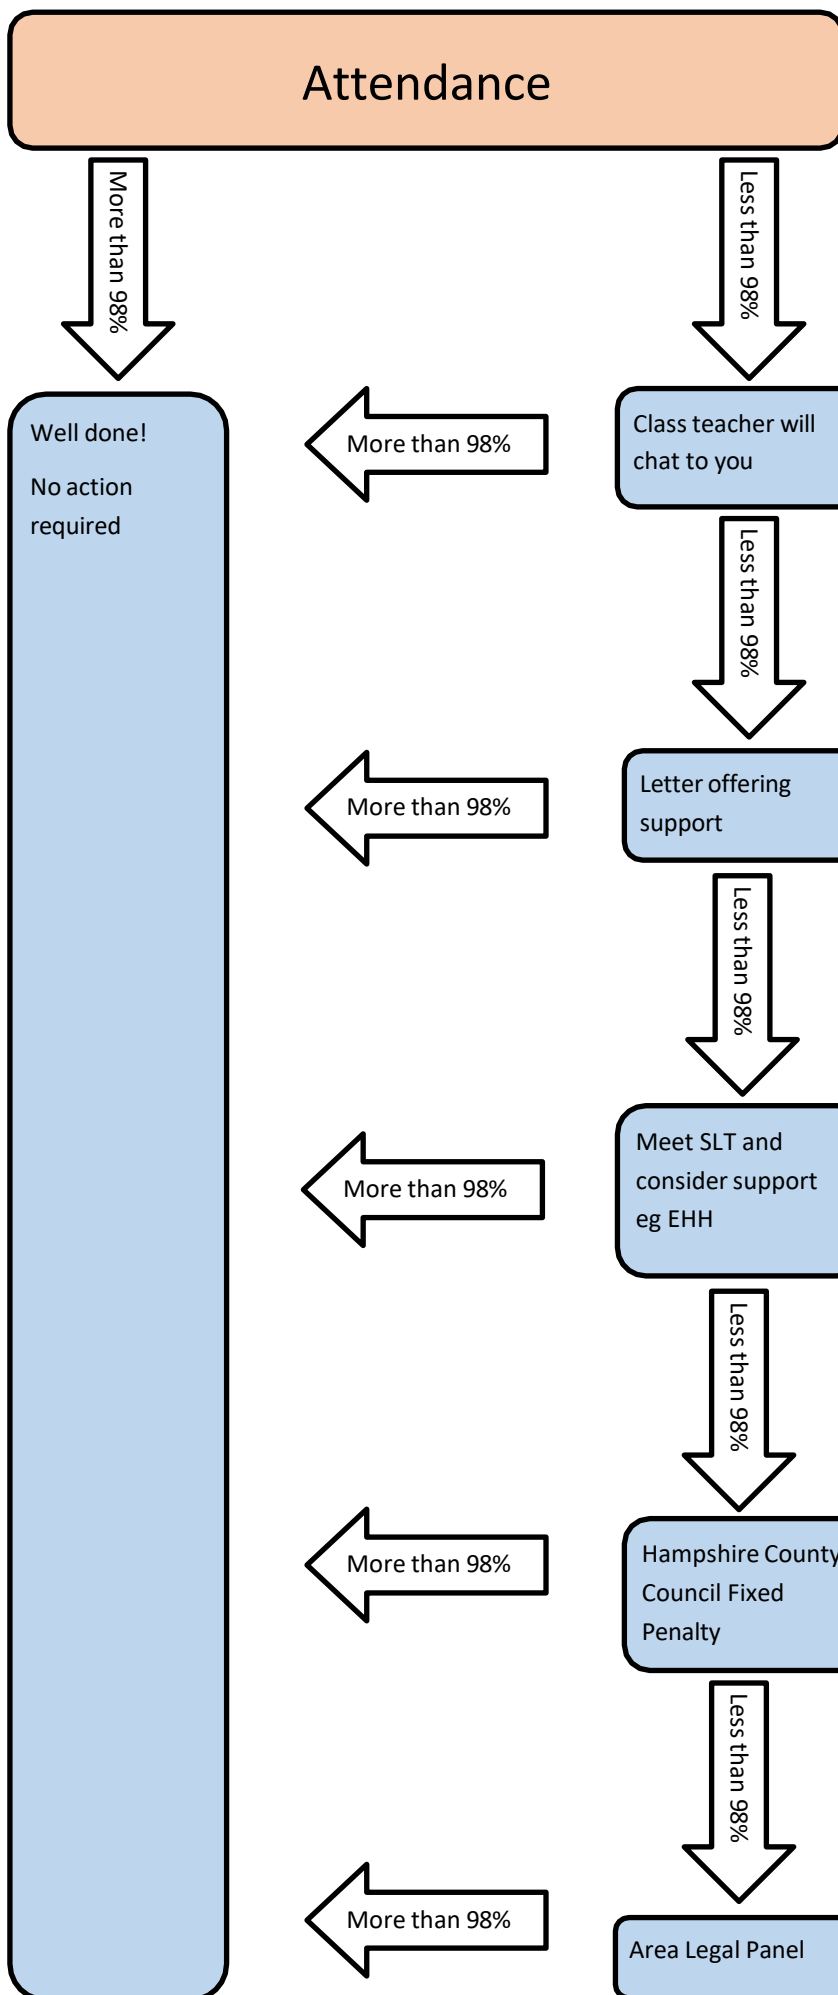 Attendance
More than 98%
Less than 98%
Well done!
No action
required
More than 98%
Class teacher will
chat to you
Less than 98%
More than 98%
Letter offering
support
Less than 98%
More than 98%
Meet SLT and
consider support
eg EHH
Less than 98%
More than 98%
Hampshire County
Council Fixed
Penalty
Less than 98%
More than 98%
Area Legal Panel